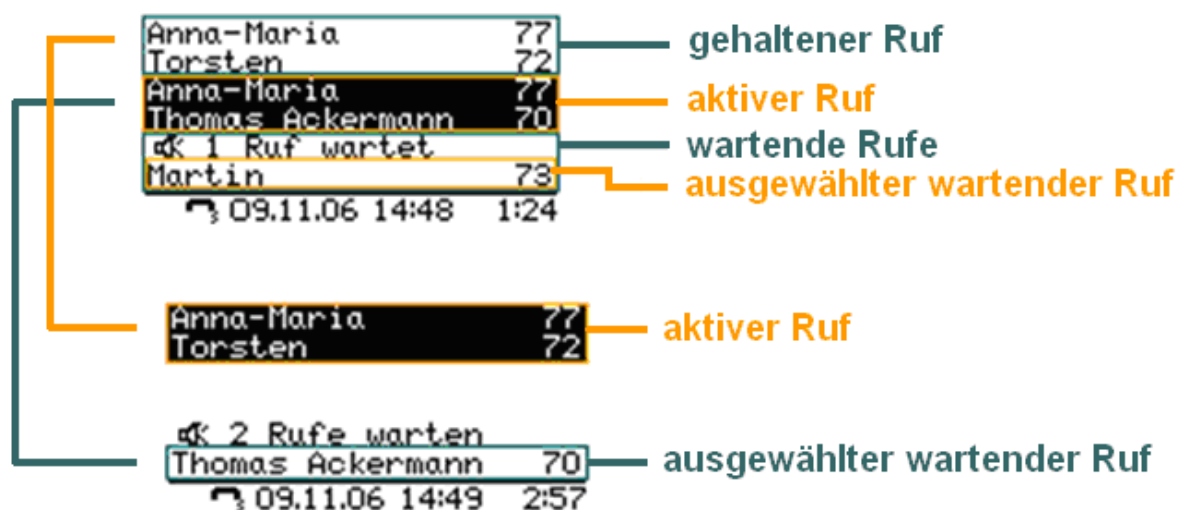 Anna-Maria 77 gehaltener Ruf
Torsten 72
Anna-Maria 77 aktiver Ruf
Thomas Ackermann 70
1 Ruf wartet wartende Rufe
Martin 73 ausgewählter wartender Ruf
09.11.06 14:48 1:24
Anna-Maria 77 aktiver Ruf
Torsten 72
2 Rufe warten
Thomas Ackermann 70 ausgewählter wartender Ruf
09.11.06 14:49 2:57